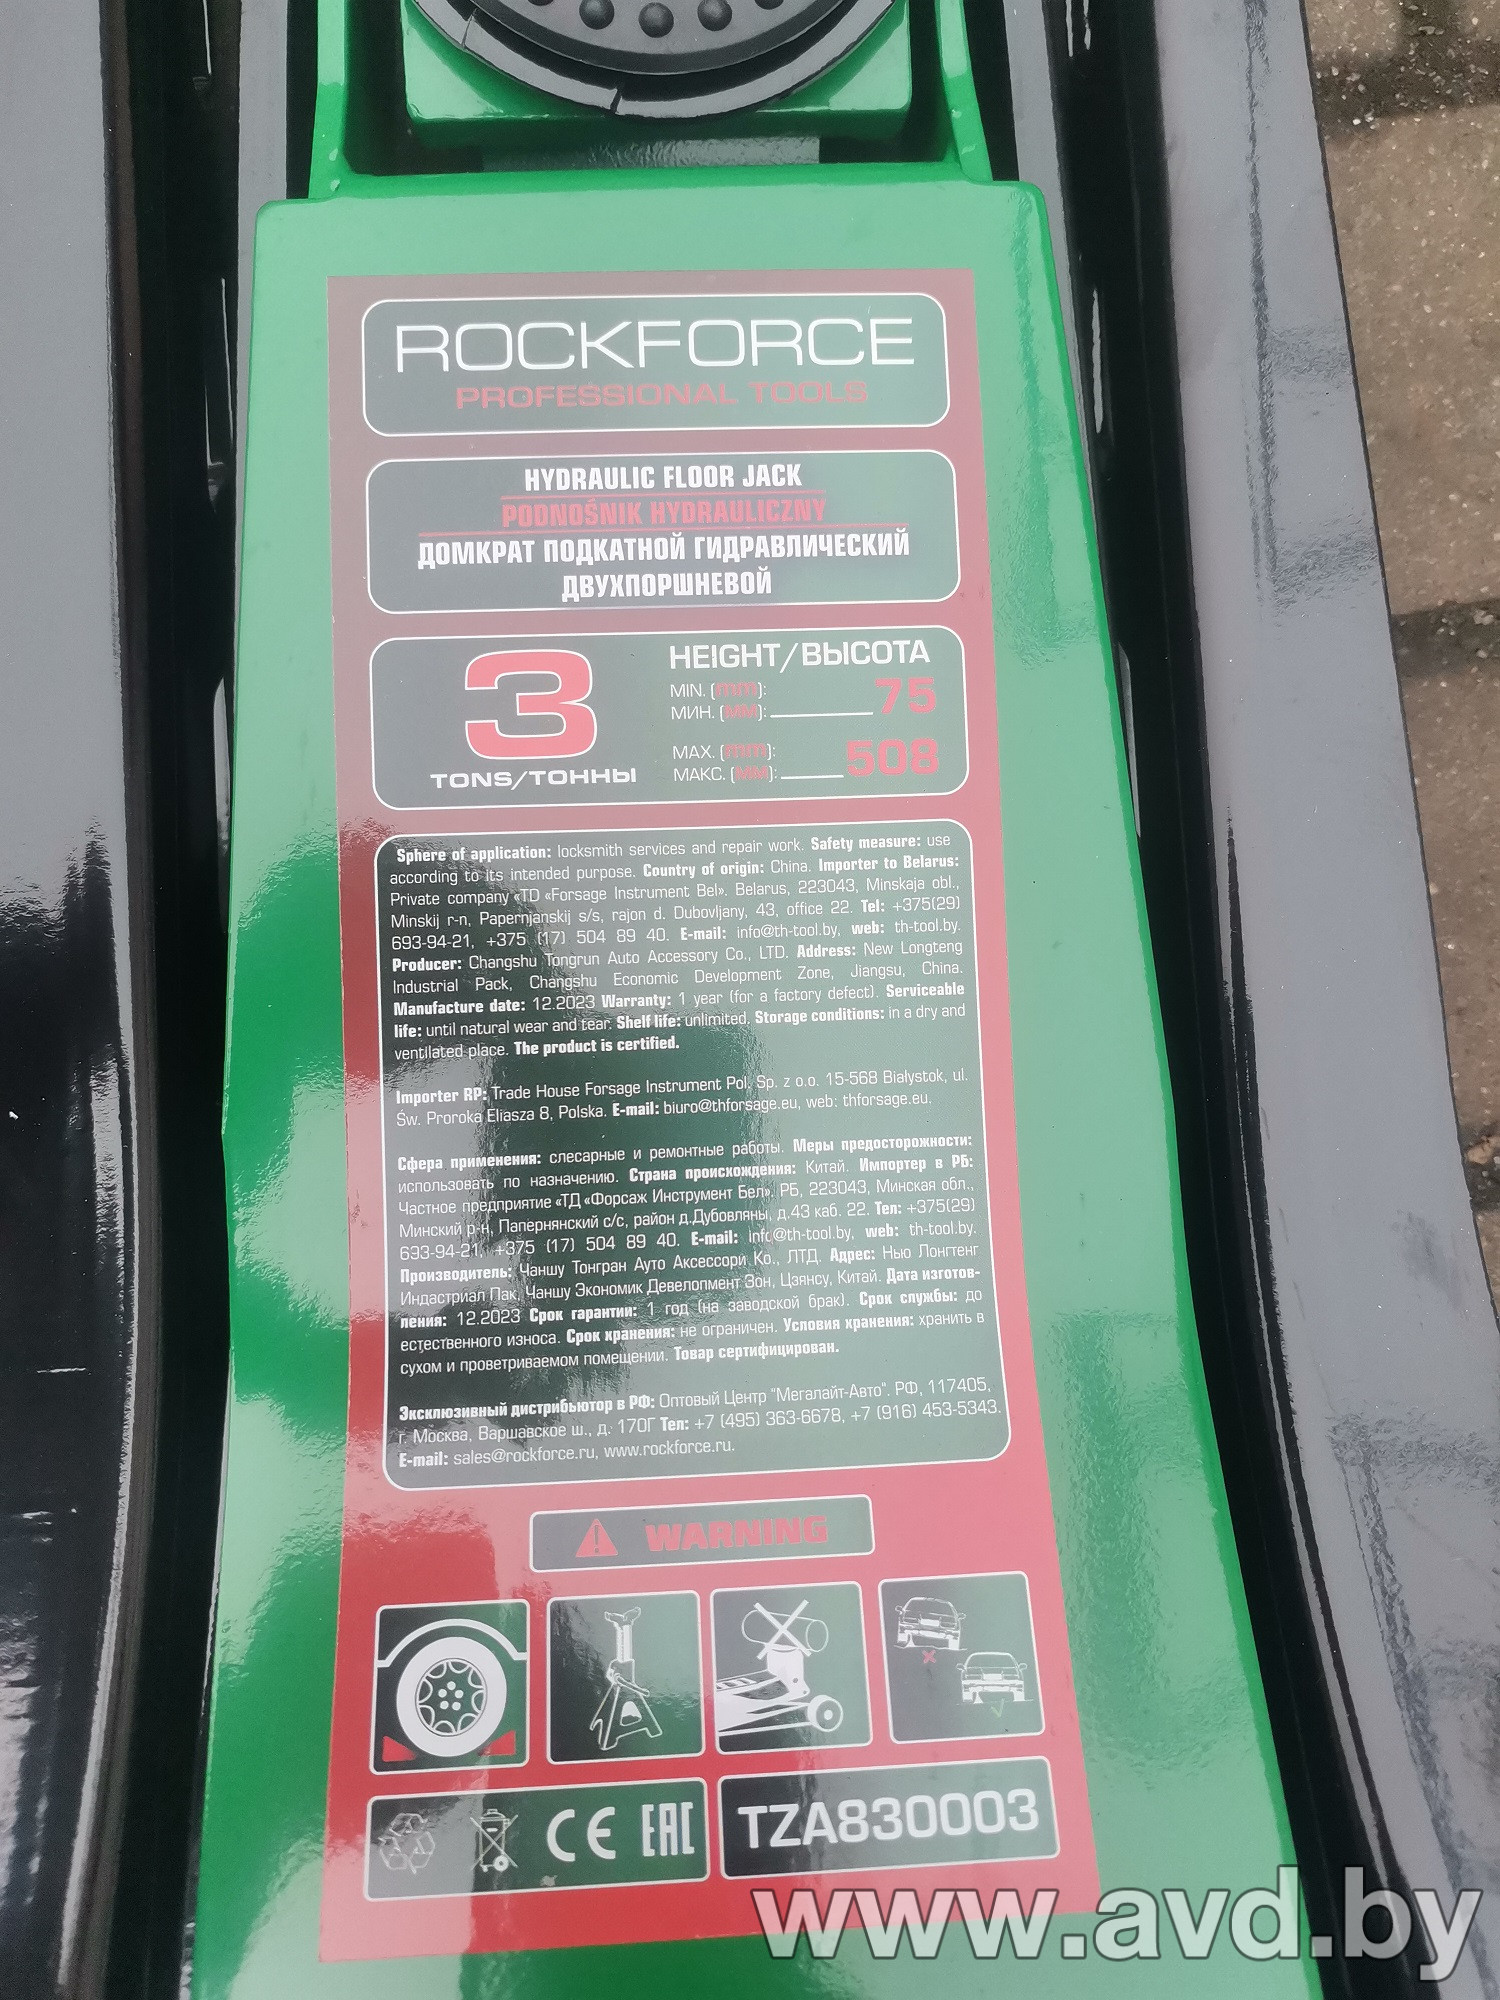 ROCKFORCE
PROFESSIONAL TOOLS
HYDRAULIC FLOOR JACK
PODNOŚNIK HYDRAULICZNY
ДОМКРАТ ПОДКАТНОЙ ГИДРАВЛИЧЕСКИЙ
ДВУХПОРШНЕВОЙ
3
TONS/ТОННЫ
HEIGHT/ВЫСОТА
MIN. (mm):
МИН. (ММ): 75
MAX. (mm):
МАКС. (ММ): 508
Sphere of application: locksmith services and repair work. Safety measure: use
according to its intended purpose. Country of origin: China. Importer to Belarus:
Private company «TD «Forsage Instrument Bel». Belarus, 223043, Minskaja obl.,
Minskij r-n, Papernjanskij s/s, rajon d. Dubovljany, 43, office 22. Tel: +375(29)
693-94-21, +375 (17) 504 89 40. E-mail: info@th-tool.by, web: th-tool.by.
Producer: Changshu Tongrun Auto Accessory Co., LTD. Address: New Longteng
Industrial Pack, Changshu Economic Development Zone, Jiangsu, China.
Manufacture date: 12.2023 Warranty: 1 year (for a factory defect). Serviceable
life: until natural wear and tear. Shelf life: unlimited. Storage conditions: in a dry and
ventilated place. The product is certified.
Importer RP: Trade House Forsage Instrument Pol. Sp. z o.o. 15-568 Białystok, ul.
Św. Proroka Eliasza 8, Polska. E-mail: biuro@thforsage.eu, web: thforsage.eu.
Сфера применения: слесарные и ремонтные работы. Меры предосторожности:
использовать по назначению. Страна происхождения: Китай. Импортер в РБ:
Частное предприятие «ТД «Форсаж Инструмент Бел». РБ, 223043, Минская обл.,
Минский р-н, Папернянский с/с, район д.Дубовляны, д.43 каб. 22. Тел: +375(29)
693-94-21, +375 (17) 504 89 40. E-mail: info@th-tool.by, web: th-tool.by.
Производитель: Чаншу Тонгран Ауто Аксессори Ко., ЛТД. Адрес: Нью Лонгтенг
Индастриал Пак, Чаншу Экономик Девелопмент Зон, Цзянсу, Китай. Дата изготов-
ления: 12.2023 Срок гарантии: 1 год (на заводской брак). Срок службы: до
естественного износа. Срок хранения: не ограничен. Условия хранения: хранить в
сухом и проветриваемом помещении. Товар сертифицирован.
Эксклюзивный дистрибьютор в РФ: Оптовый Центр "Мегалайт-Авто". РФ, 117405,
г. Москва, Варшавское ш., д. 170Г Тел: +7 (495) 363-6678, +7 (916) 453-5343.
E-mail: sales@rockforce.ru, www.rockforce.ru.
WARNING
CE EAC
TZA830003
www.avd.by